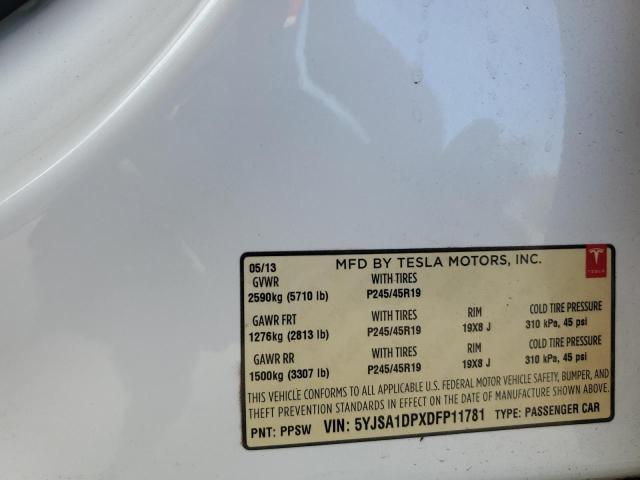 05/13 MFD BY TESLA MOTORS, INC.
GVWR WITH TIRES
2590kg (5710 lb) P245/45R19
GAWR FRT WITH TIRES RIM COLD TIRE PRESSURE
1276kg (2813 lb) P245/45R19 19X8 J 310 kPa, 45 psi
GAWR RR WITH TIRES RIM COLD TIRE PRESSURE
1500kg (3307 lb) P245/45R19 19X8 J 310 kPa, 45 psi
THIS VEHICLE CONFORMS TO ALL APPLICABLE U.S. FEDERAL MOTOR VEHICLE SAFETY, BUMPER, AND
THEFT PREVENTION STANDARDS IN EFFECT ON THE DATE OF MANUFACTURE SHOWN ABOVE.
PNT: PPSW VIN: 5YJSA1DPXDFP11781 TYPE: PASSENGER CAR
TESLA